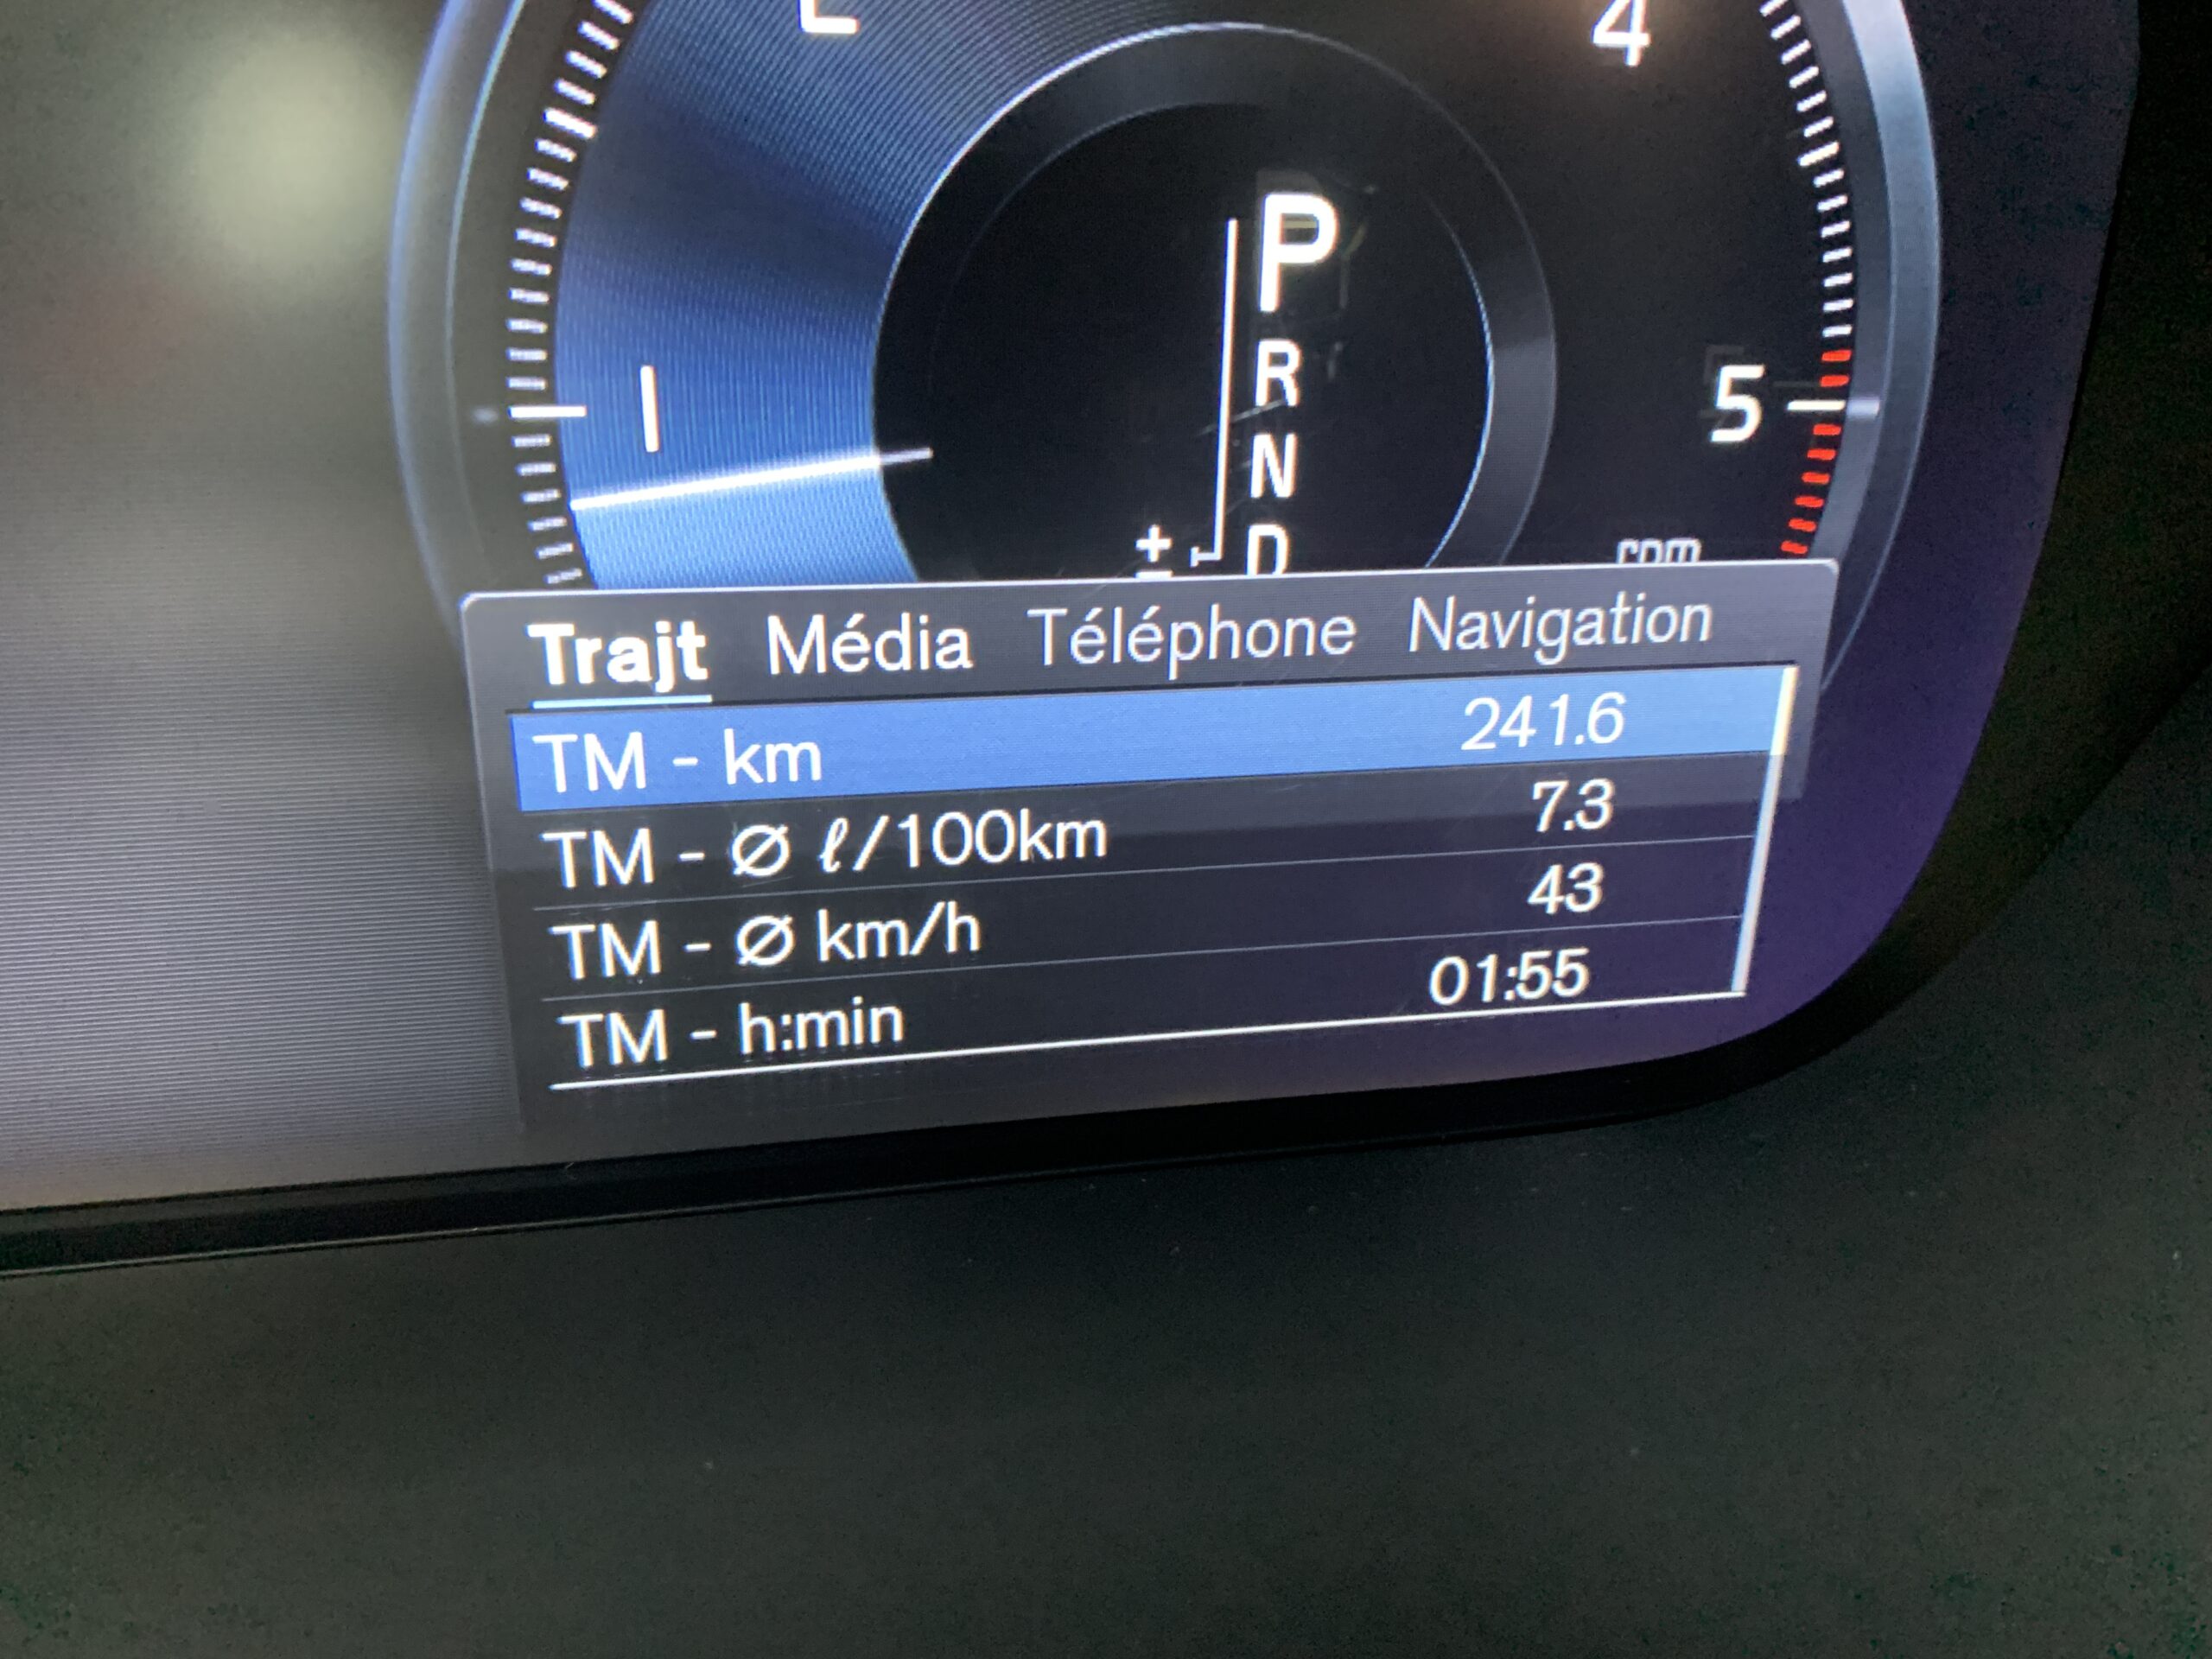 4
1
P
R
5
N
±
D
rpm
Trajt Média Téléphone Navigation
TM - km 241.6
TM - Ø ℓ/100km 7.3
TM - Ø km/h 43
TM - h:min 01:55